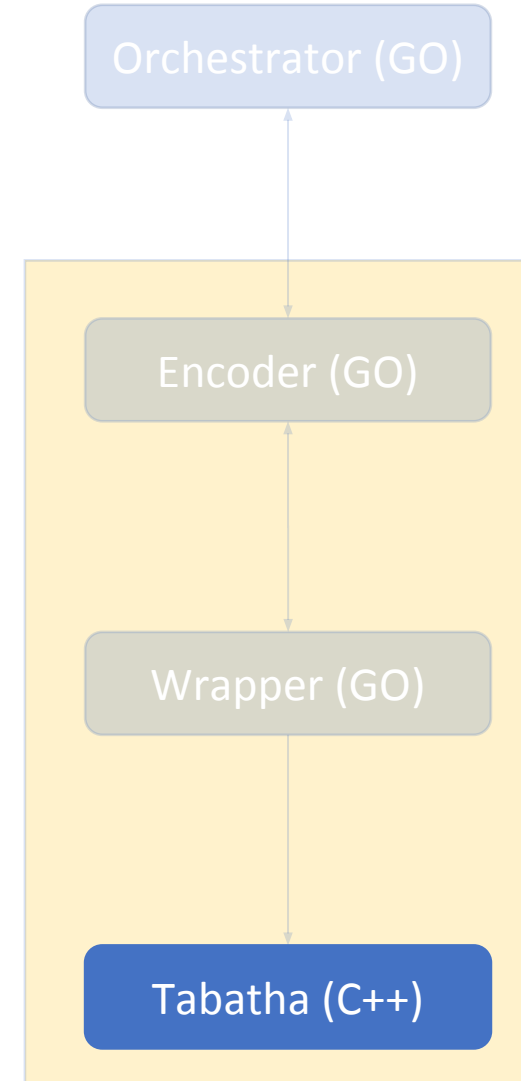 Orchestrator (GO)
Encoder (GO)
Wrapper (GO)
Tabatha (C++)